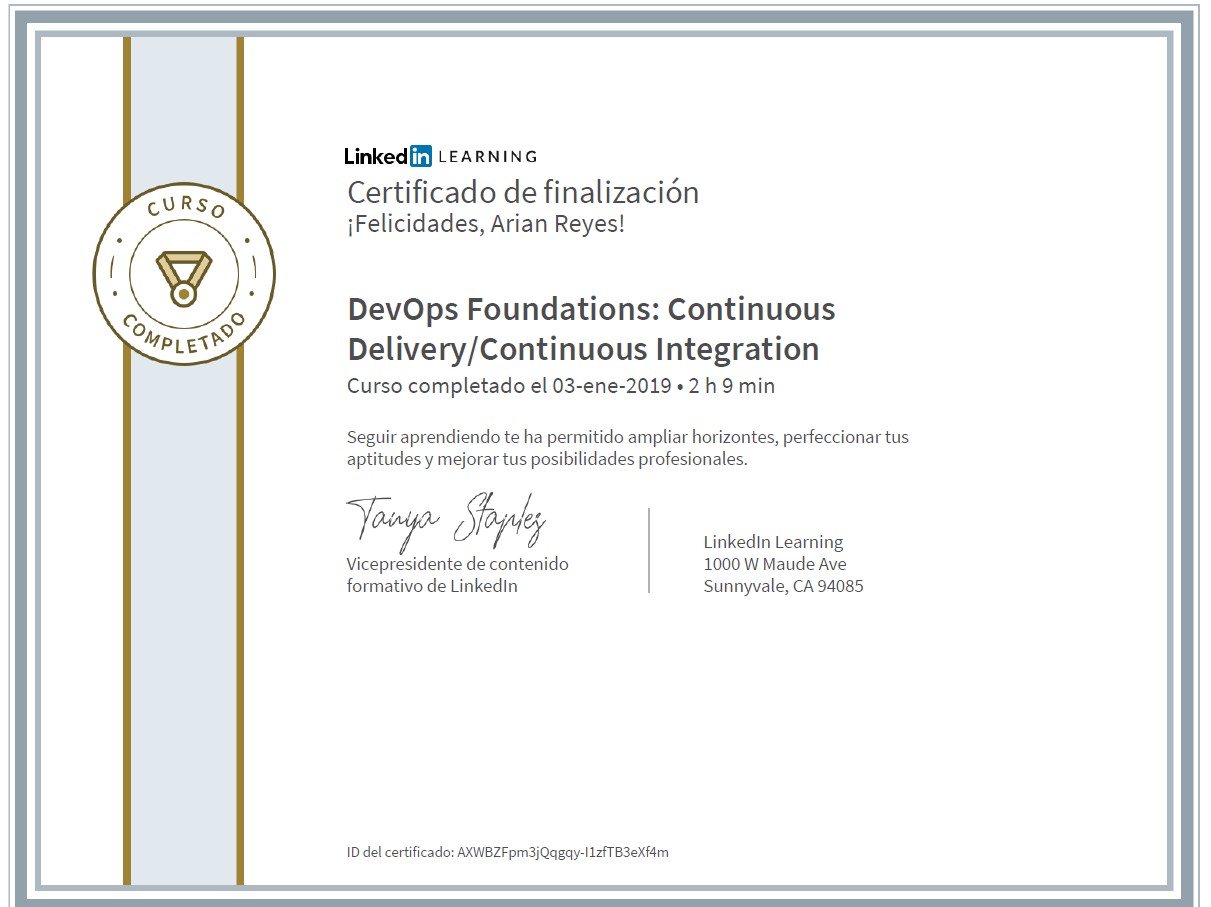 CURSO
COMPLETADO
Linked in LEARNING
Certificado de finalización
¡Felicidades, Arian Reyes!
DevOps Foundations: Continuous
Delivery/Continuous Integration
Curso completado el 03-ene-2019 • 2 h 9 min
Seguir aprendiendo te ha permitido ampliar horizontes, perfeccionar tus
aptitudes y mejorar tus posibilidades profesionales.
Tanya Staples
Vicepresidente de contenido
formativo de LinkedIn
LinkedIn Learning
1000 W Maude Ave
Sunnyvale, CA 94085
ID del certificado: AXWBZFpm3jQqgqy-I1zfTB3eXf4m